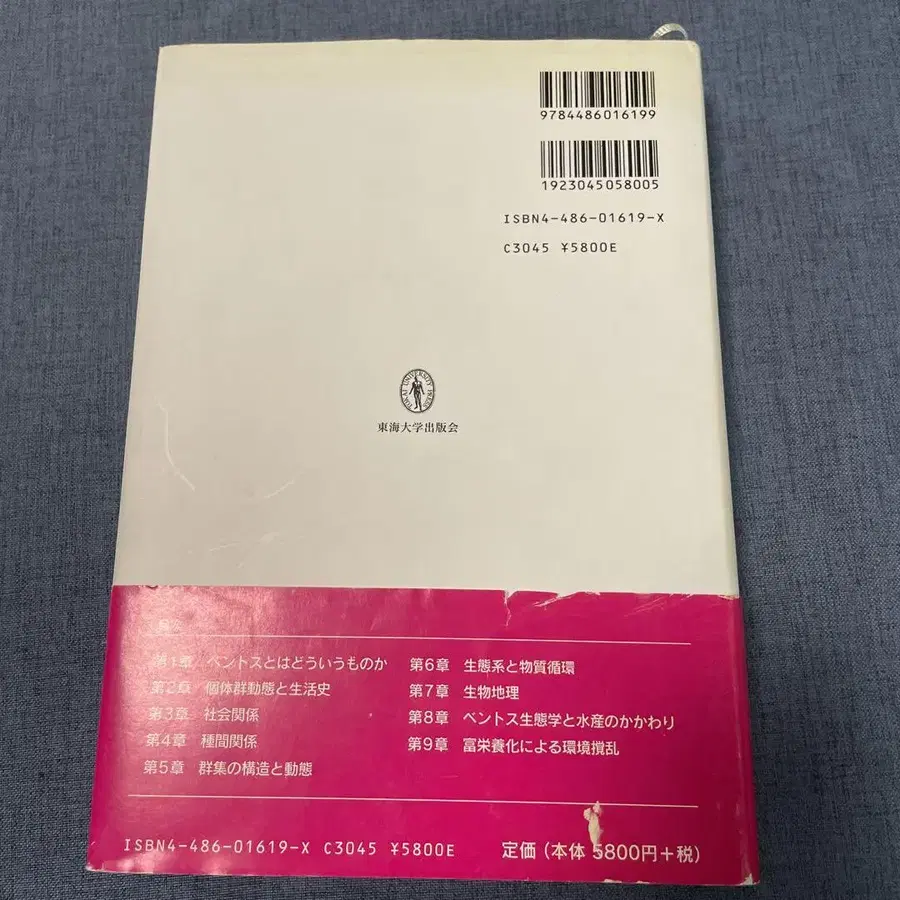 9784486016199
1923045058005
ISBN4-486-01619-X
C3045 ¥5800E
TOKAI UNIVERSITY PRESS
東海大学出版会
第1章 ベントスとはどういうものか
第2章 個体群動態と生活史
第3章 社会関係
第4章 種間関係
第5章 群集の構造と動態
第6章 生態系と物質循環
第7章 生物地理
第8章 ベントス生態学と水産のかかわり
第9章 富栄養化による環境撹乱
ISBN4-486-01619-X C3045 ¥5800E
定価(本体 5800円+税)